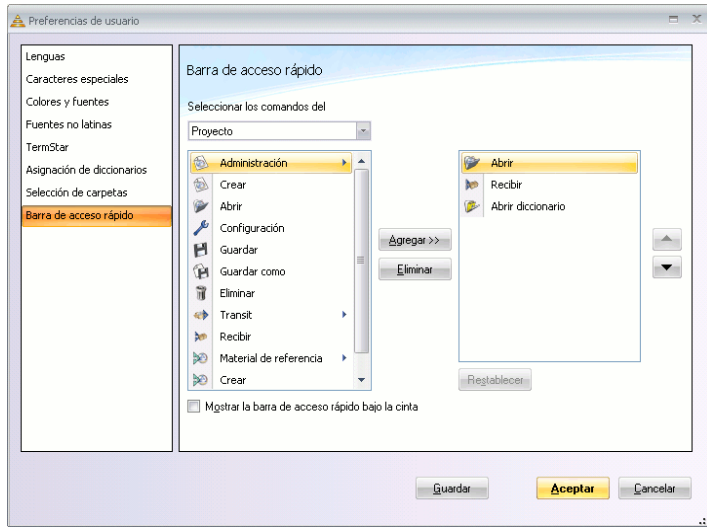 Preferencias de usuario
Lenguas
Caracteres especiales
Colores y fuentes
Fuentes no latinas
TermStar
Asignación de diccionarios
Selección de carpetas
Barra de acceso rápido
Barra de acceso rápido
Seleccionar los comandos del
Proyecto
Administración
Crear
Abrir
Configuración
Guardar
Guardar como
Eliminar
Transit
Recibir
Material de referencia
Crear
Agregar >>
Eliminar
Abrir
Recibir
Abrir diccionario
Restablecer
Mostrar la barra de acceso rápido bajo la cinta
Guardar
Aceptar
Cancelar